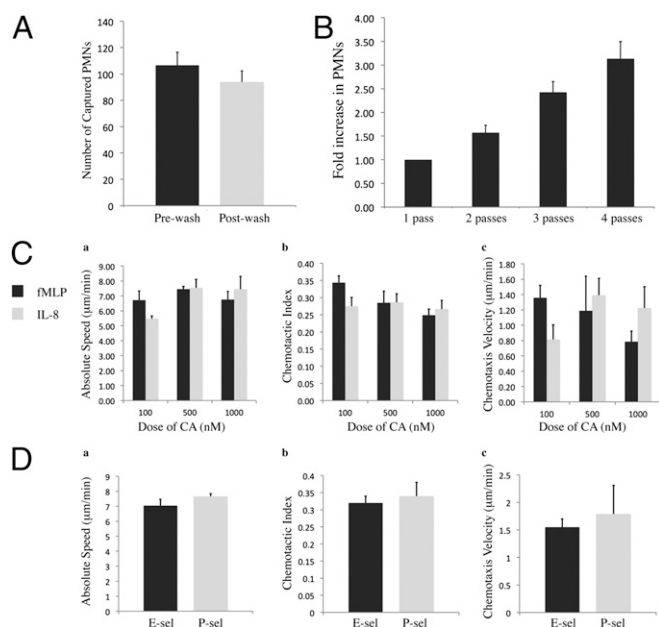 A
Number of Captured PMNs
120
100
80
60
40
20
0
Pre-wash Post-wash
B
Fold increase in PMNs
4.00
3.50
3.00
2.50
2.00
1.50
1.00
0.50
0.00
1 pass 2 passes 3 passes 4 passes
C
fMLP
IL-8
a
Absolute Speed (µm/min)
9.00
8.00
7.00
6.00
5.00
4.00
3.00
2.00
1.00
0.00
100 500 1000
Dose of CA (nM)
b
Chemotactic Index
0.40
0.35
0.30
0.25
0.20
0.15
0.10
0.05
0.00
100 500 1000
Dose of CA (nM)
c
Chemotaxis Velocity (µm/min)
1.80
1.60
1.40
1.20
1.00
0.80
0.60
0.40
0.20
0.00
100 500 1000
Dose of CA (nM)
D
a
Absolute Speed (µm/min)
9
8
7
6
5
4
3
2
1
0
E-sel P-sel
b
Chemotactic Index
0.4
0.35
0.3
0.25
0.2
0.15
0.1
0.05
0
E-sel P-sel
c
Chemotaxis Velocity (µm/min)
2.5
2
1.5
1
0.5
0
E-sel P-sel